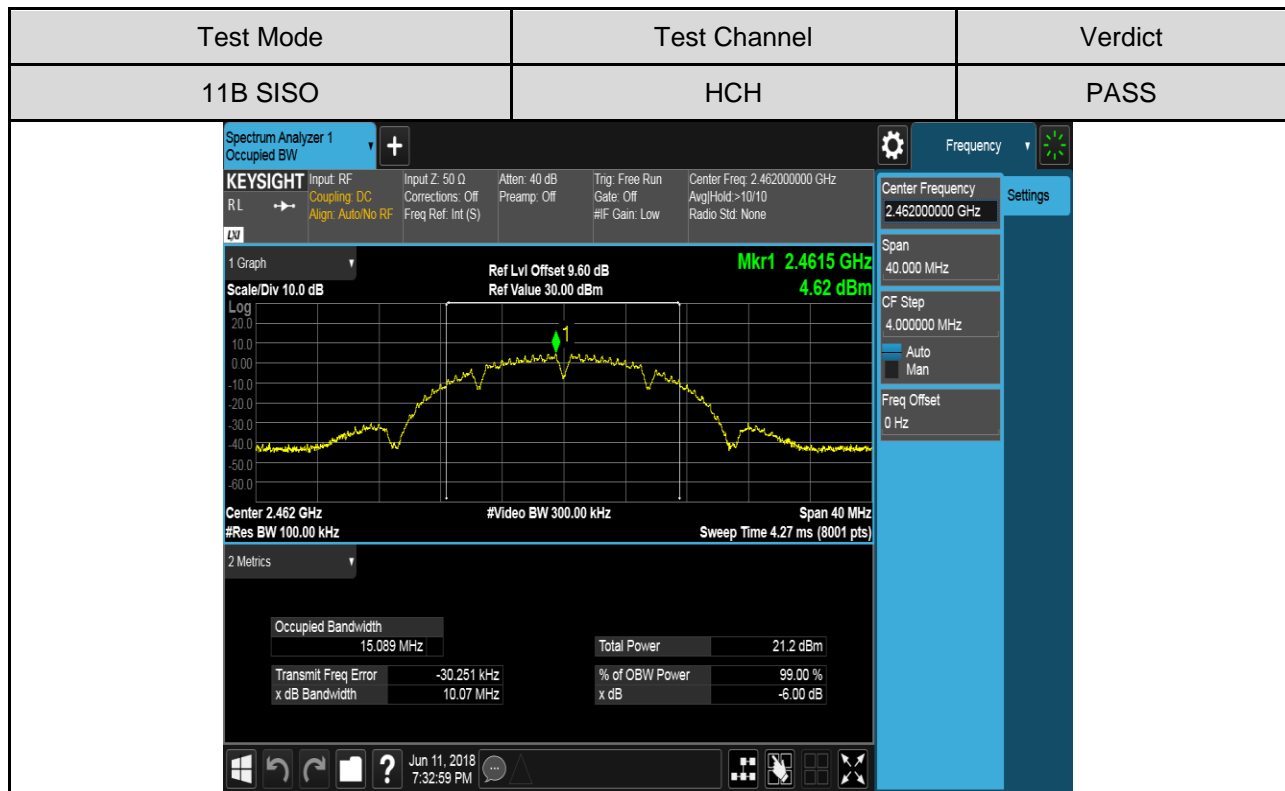 Test Mode Test Channel Verdict
11B SISO HCH PASS
Spectrum Analyzer 1
Occupied BW
Frequency
KEYSIGHT Input: RF Input Z: 50 Ω Atten: 40 dB Trig: Free Run Center Freq: 2.462000000 GHz
RL Coupling: DC Corrections: Off Preamp: Off Gate: Off Avg|Hold:>10/10
Align: Auto/No RF Freq Ref: Int (S) #IF Gain: Low Radio Std: None
LXI
Center Frequency
2.462000000 GHz
Settings
Span
40.000 MHz
CF Step
4.000000 MHz
Auto
Man
Freq Offset
0 Hz
1 Graph Ref Lvl Offset 9.60 dB Mkr1 2.4615 GHz
Scale/Div 10.0 dB Ref Value 30.00 dBm 4.62 dBm
Log
20.0
10.0
0.00
-10.0
-20.0
-30.0
-40.0
-50.0
-60.0
1
Center 2.462 GHz #Video BW 300.00 kHz Span 40 MHz
#Res BW 100.00 kHz Sweep Time 4.27 ms (8001 pts)
2 Metrics
Occupied Bandwidth
15.089 MHz Total Power 21.2 dBm
Transmit Freq Error -30.251 kHz % of OBW Power 99.00 %
x dB Bandwidth 10.07 MHz x dB -6.00 dB
Jun 11, 2018
7:32:59 PM